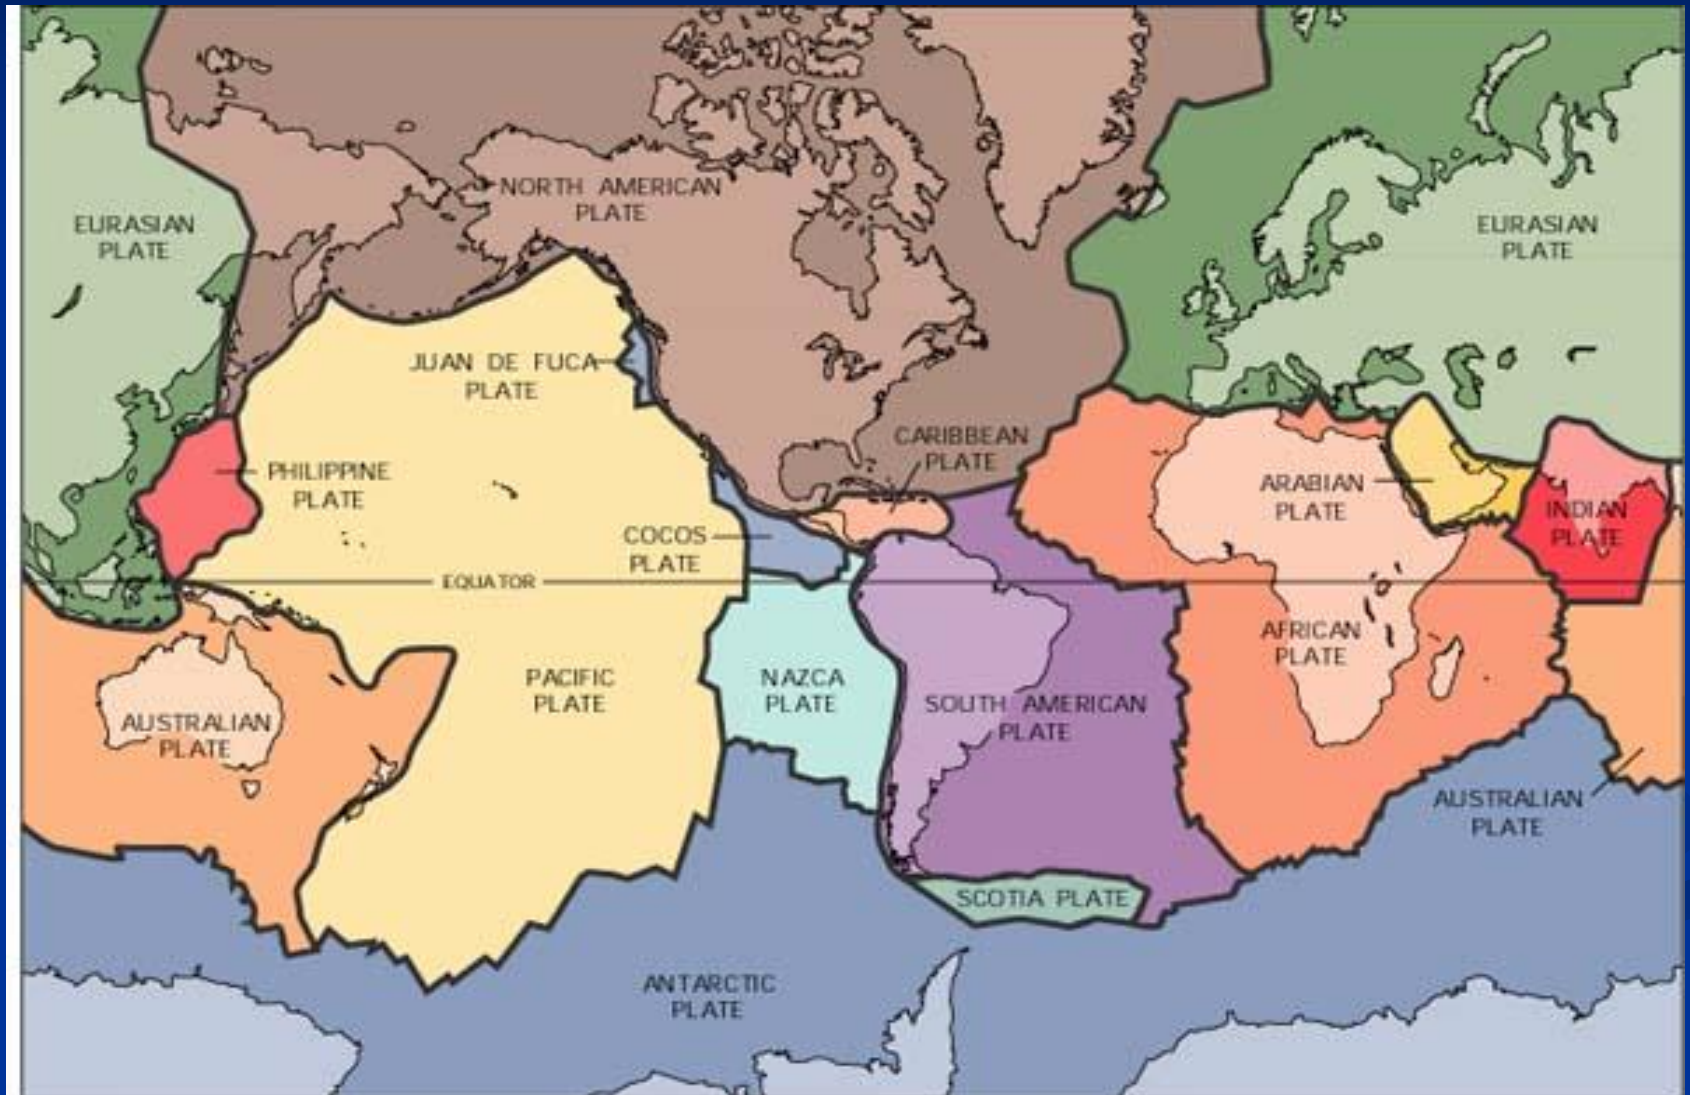 NORTH AMERICAN
PLATE
EURASIAN
PLATE
EURASIAN
PLATE
JUAN DE FUCA
PLATE
CARIBBEAN
PLATE
PHILIPPINE
PLATE
ARABIAN
PLATE
INDIAN
PLATE
COCOS
PLATE
EQUATOR
AFRICAN
PLATE
PACIFIC
PLATE
NAZCA
PLATE
SOUTH AMERICAN
PLATE
AUSTRALIAN
PLATE
AUSTRALIAN
PLATE
SCOTIA PLATE
ANTARCTIC
PLATE